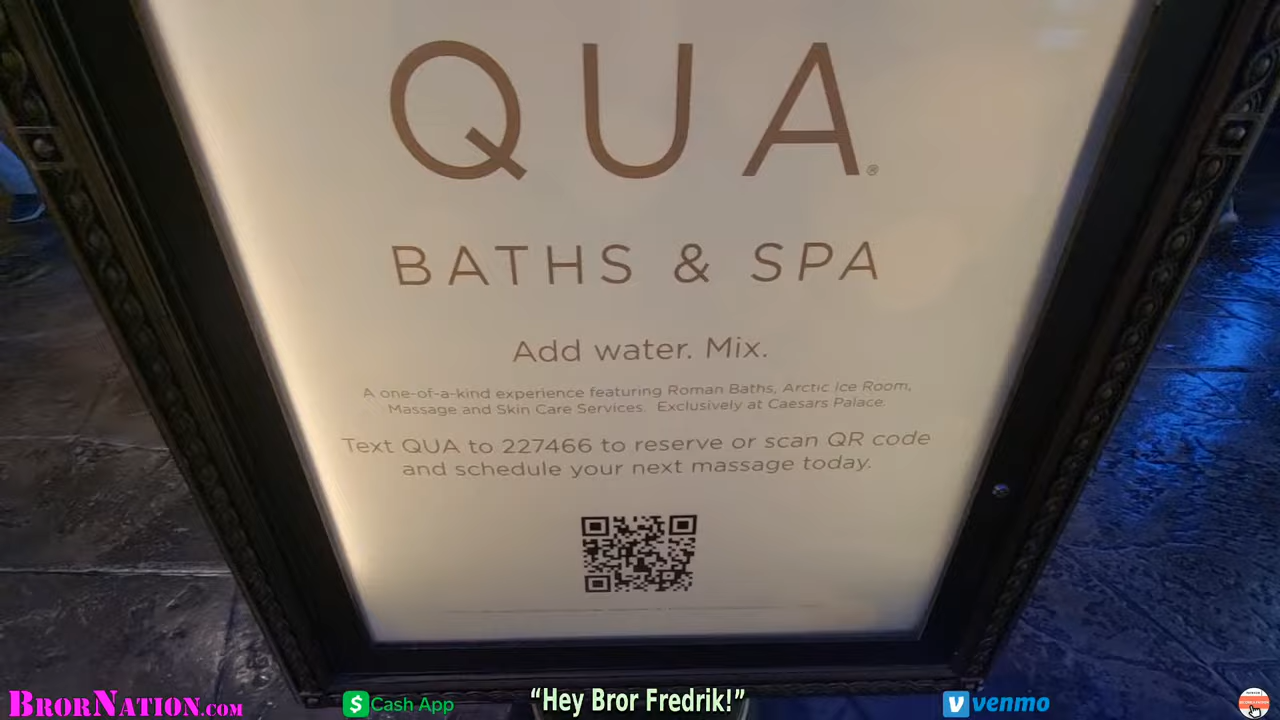 QUA®
BATHS & SPA
Add water. Mix.
A one-of-a-kind experience featuring Roman Baths, Arctic Ice Room,
Massage and Skin Care Services. Exclusively at Caesars Palace.
Text QUA to 227466 to reserve or scan QR code
and schedule your next massage today.
BRORNATION.COM
Cash App
“Hey Bror Fredrik!”
venmo